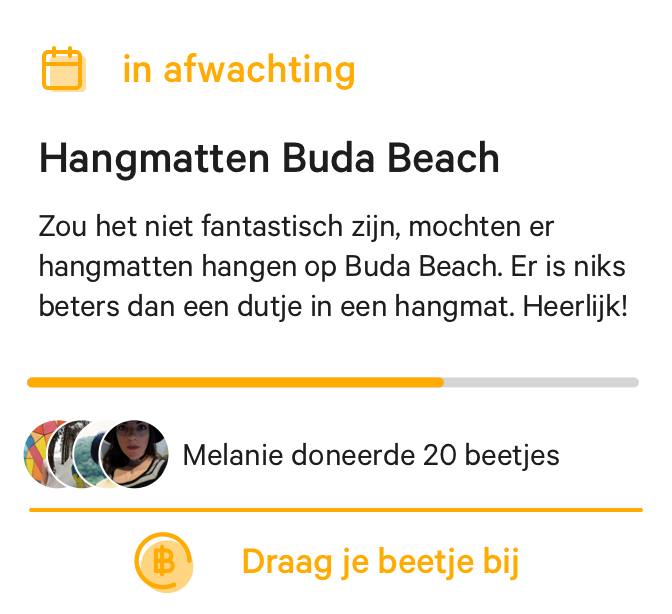 in afwachting
Hangmatten Buda Beach
Zou het niet fantastisch zijn, mochten er
hangmatten hangen op Buda Beach. Er is niks
beters dan een dutje in een hangmat. Heerlijk!
Melanie doneerde 20 beetjes
Draag je beetje bij